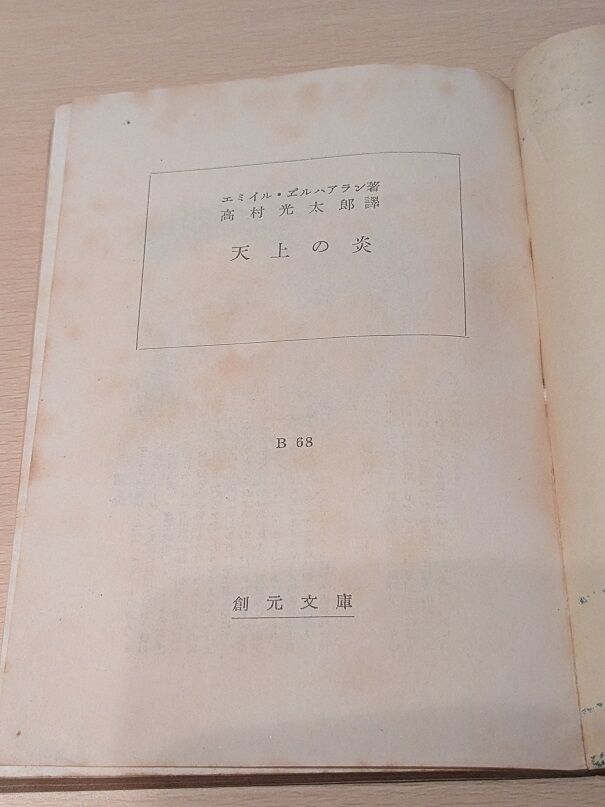 エミイル・ヹルハアラン著
高村光太郎譯
天上の炎
B 68
創元文庫